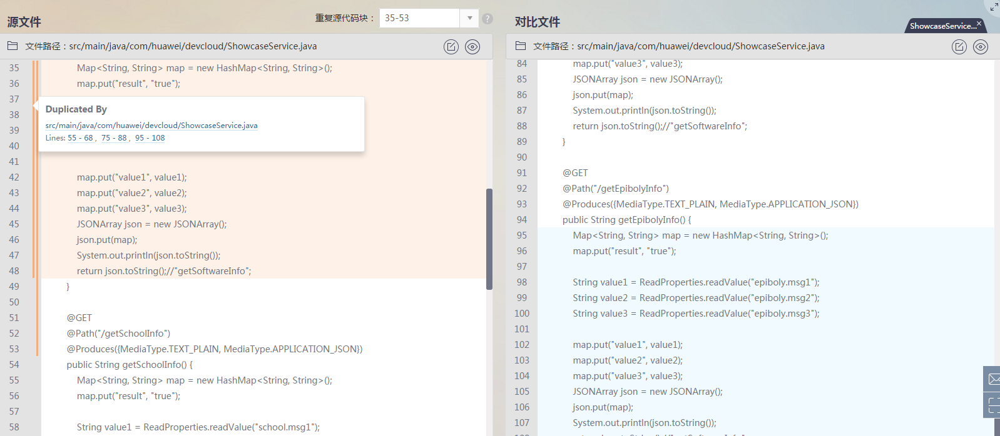 源文件
重复源代码块：
35-53
?
文件路径：src/main/java/com/huawei/devcloud/ShowcaseService.java
35 Map<String, String> map = new HashMap<String, String>();
36 map.put("result", "true");
37
38
39
40
41
Duplicated By
src/main/java/com/huawei/devcloud/ShowcaseService.java
Lines: 55 - 68 , 75 - 88 , 95 - 108
42 map.put("value1", value1);
43 map.put("value2", value2);
44 map.put("value3", value3);
45 JSONArray json = new JSONArray();
46 json.put(map);
47 System.out.println(json.toString());
48 return json.toString();//"getSoftwareInfo";
49 }
50
51 @GET
52 @Path("/getSchoolInfo")
53 @Produces({MediaType.TEXT_PLAIN, MediaType.APPLICATION_JSON})
54 public String getSchoolInfo() {
55 Map<String, String> map = new HashMap<String, String>();
56 map.put("result", "true");
57
58 String value1 = ReadProperties.readValue("school.msg1");
对比文件
ShowcaseService...
文件路径：src/main/java/com/huawei/devcloud/ShowcaseService.java
84 map.put("value3", value3);
85 JSONArray json = new JSONArray();
86 json.put(map);
87 System.out.println(json.toString());
88 return json.toString();//"getSoftwareInfo";
89 }
90
91 @GET
92 @Path("/getEpibolyInfo")
93 @Produces({MediaType.TEXT_PLAIN, MediaType.APPLICATION_JSON})
94 public String getEpibolyInfo() {
95 Map<String, String> map = new HashMap<String, String>();
96 map.put("result", "true");
97
98 String value1 = ReadProperties.readValue("epiboly.msg1");
99 String value2 = ReadProperties.readValue("epiboly.msg2");
100 String value3 = ReadProperties.readValue("epiboly.msg3");
101
102 map.put("value1", value1);
103 map.put("value2", value2);
104 map.put("value3", value3);
105 JSONArray json = new JSONArray();
106 json.put(map);
107 System.out.println(json.toString());